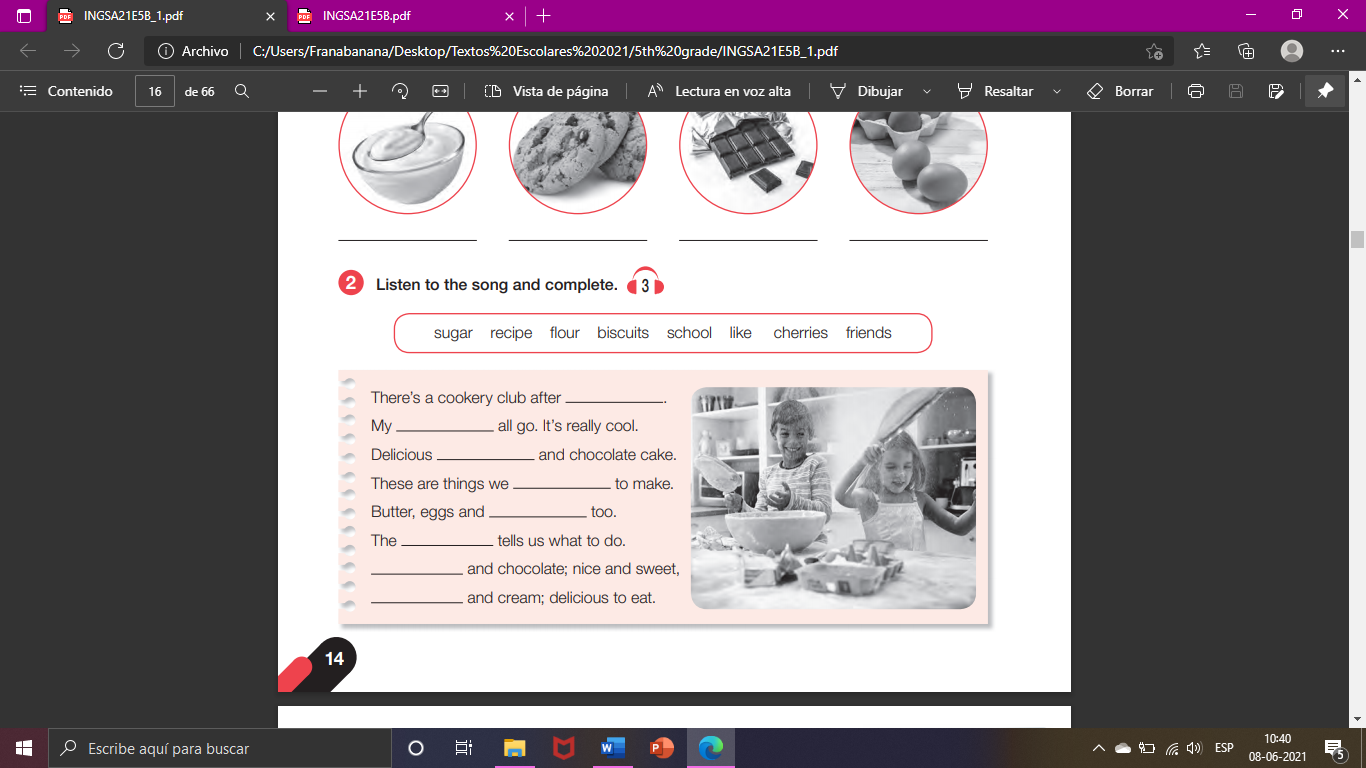 INGSA21E5B_1.pdf
INGSA21E5B.pdf
Archivo
C:/Users/Franabanana/Desktop/Textos%20Escolares%202021/5th%20grade/INGSA21E5B_1.pdf
Contenido
16
de 66
Vista de página
Lectura en voz alta
Dibujar
Resaltar
Borrar
2 Listen to the song and complete. 3
sugar recipe flour biscuits school like cherries friends
There's a cookery club after ____________.
My ____________ all go. It's really cool.
Delicious ____________ and chocolate cake.
These are things we ____________ to make.
Butter, eggs and ____________ too.
The ____________ tells us what to do.
____________ and chocolate; nice and sweet,
____________ and cream; delicious to eat.
14
Escribe aquí para buscar
ESP
10:40
08-06-2021
5